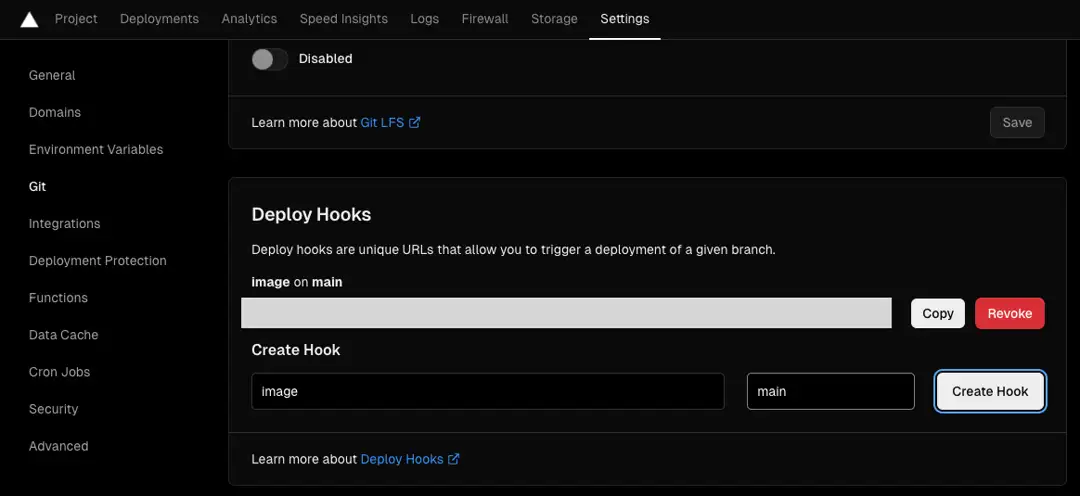 Project Deployments Analytics Speed Insights Logs Firewall Storage Settings
General
Domains
Environment Variables
Git
Integrations
Deployment Protection
Functions
Data Cache
Cron Jobs
Security
Advanced
Disabled
Learn more about Git LFS
Save
Deploy Hooks
Deploy hooks are unique URLs that allow you to trigger a deployment of a given branch.
image on main
Copy Revoke
Create Hook
image main Create Hook
Learn more about Deploy Hooks